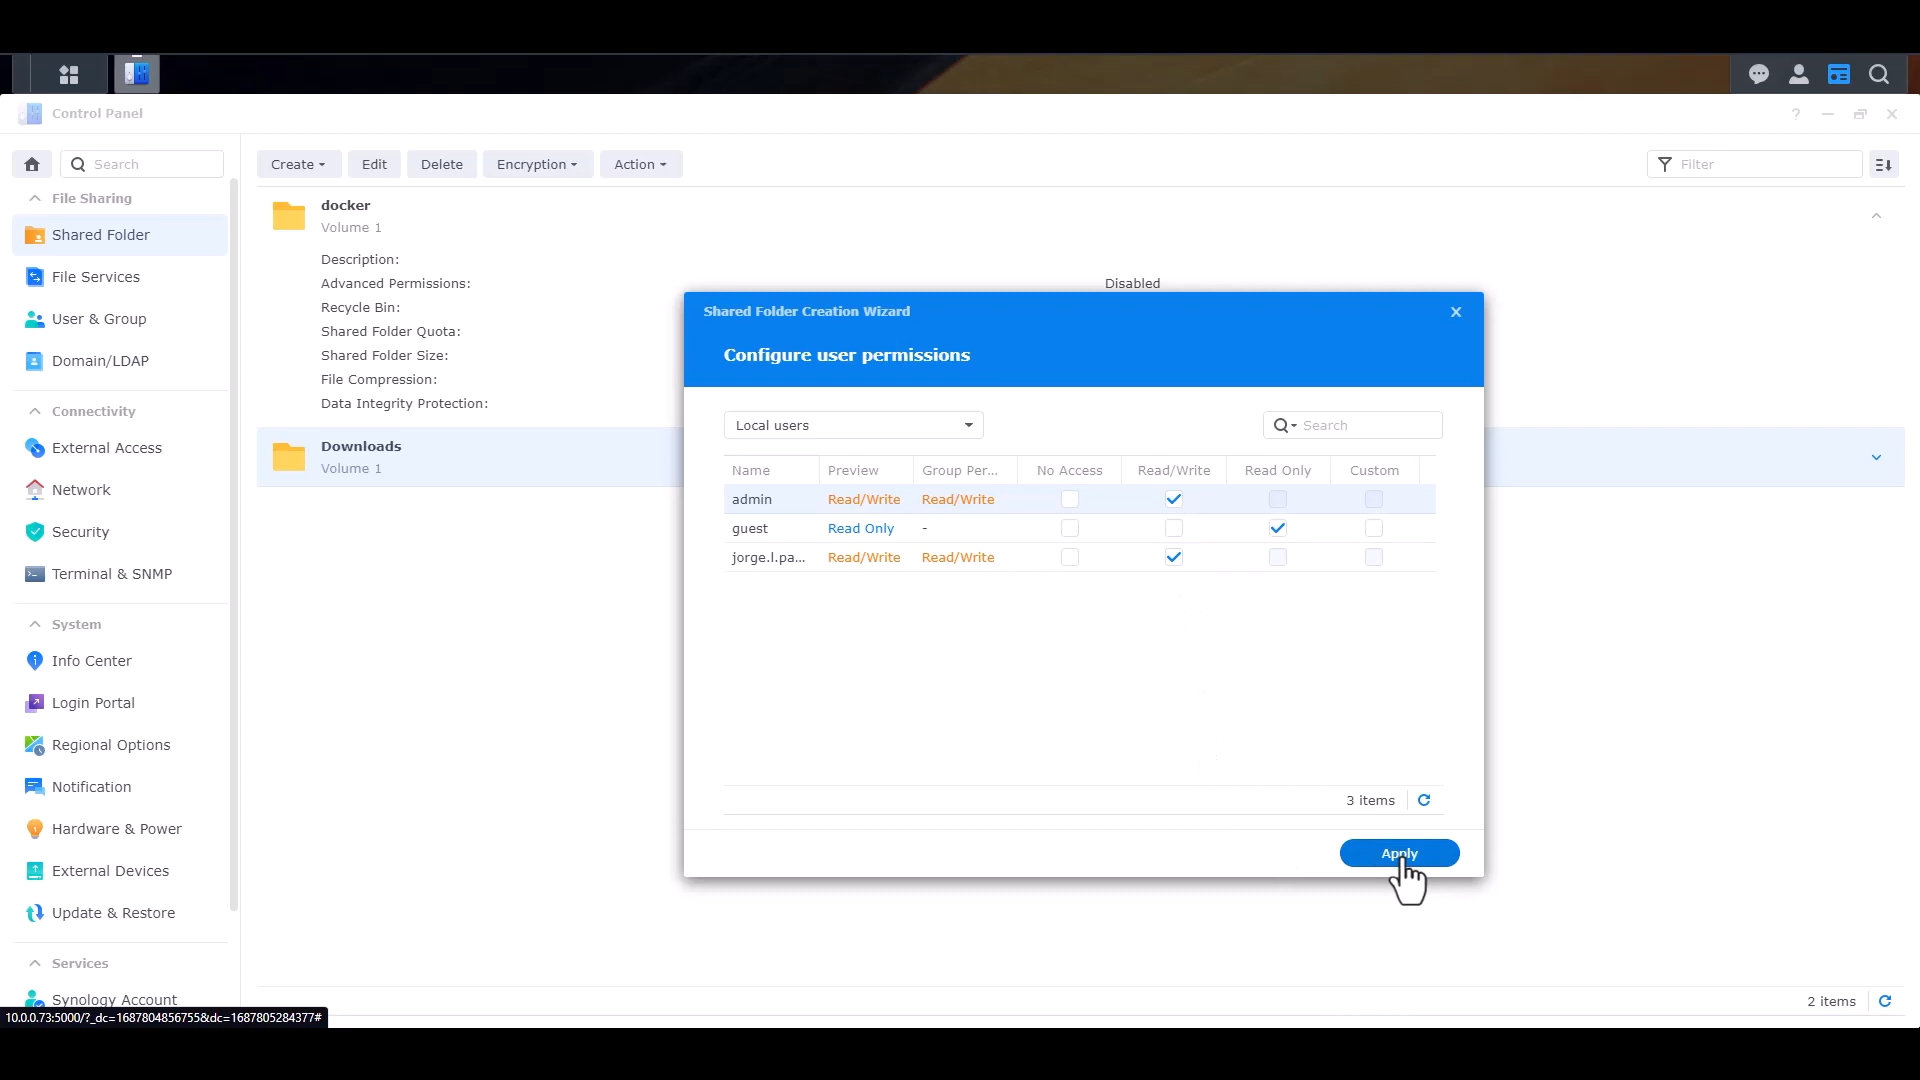 Control Panel
Search
Create
Edit
Delete
Encryption
Action
Filter
File Sharing
Shared Folder
File Services
User & Group
Domain/LDAP
Connectivity
External Access
Network
Security
Terminal & SNMP
System
Info Center
Login Portal
Regional Options
Notification
Hardware & Power
External Devices
Update & Restore
Services
Synology Account
docker
Volume 1
Description:
Advanced Permissions: Disabled
Recycle Bin:
Shared Folder Quota:
Shared Folder Size:
File Compression:
Data Integrity Protection:
Downloads
Volume 1
Shared Folder Creation Wizard
Configure user permissions
Local users
Search
Name Preview Group Per... No Access Read/Write Read Only Custom
admin Read/Write Read/Write
guest Read Only -
jorge.l.pa... Read/Write Read/Write
3 items
Apply
2 items
10.0.0.73:5000/?_dc=1687804856755&dc=1687805284377#